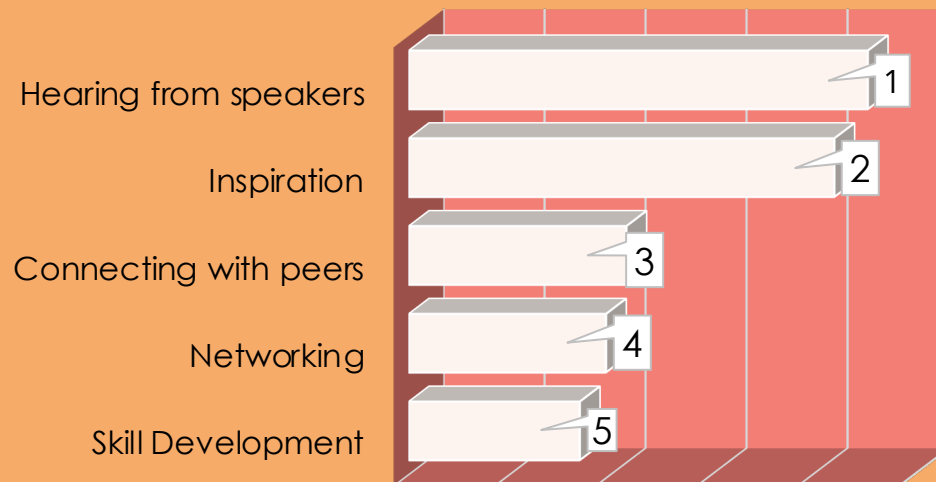 Hearing from speakers
1
Inspiration
2
Connecting with peers
3
Networking
4
Skill Development
5